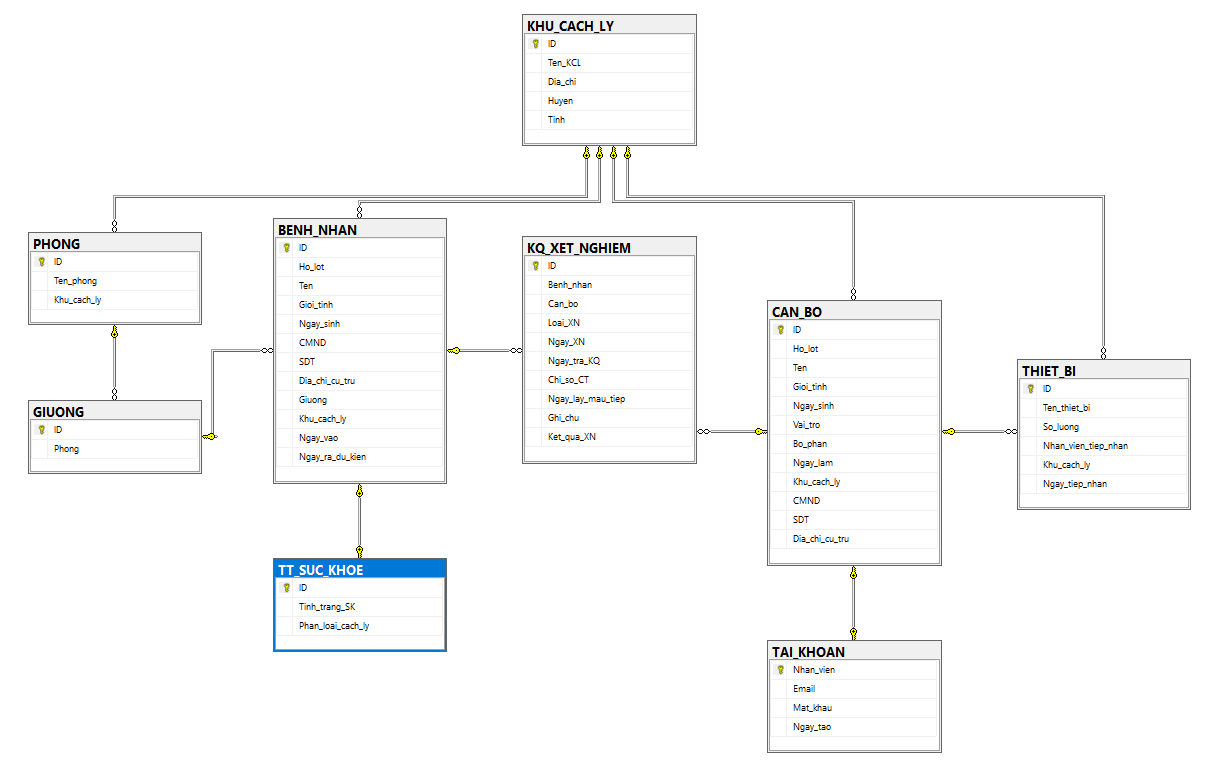 KHU_CACH_LY
ID
Ten_KCL
Dia_chi
Huyen
Tinh
PHONG
ID
Ten_phong
Khu_cach_ly
GIUONG
ID
Phong
BENH_NHAN
ID
Ho_lot
Ten
Gioi_tinh
Ngay_sinh
CMND
SDT
Dia_chi_cu_tru
Giuong
Khu_cach_ly
Ngay_vao
Ngay_ra_du_kien
TT_SUC_KHOE
ID
Tinh_trang_SK
Phan_loai_cach_ly
KQ_XET_NGHIEM
ID
Benh_nhan
Can_bo
Loai_XN
Ngay_XN
Ngay_tra_KQ
Chi_so_CT
Ngay_lay_mau_tiep
Ghi_chu
Ket_qua_XN
CAN_BO
ID
Ho_lot
Ten
Gioi_tinh
Ngay_sinh
Vai_tro
Bo_phan
Ngay_lam
Khu_cach_ly
CMND
SDT
Dia_chi_cu_tru
TAI_KHOAN
Nhan_vien
Email
Mat_khau
Ngay_tao
THIET_BI
ID
Ten_thiet_bi
So_luong
Nhan_vien_tiep_nhan
Khu_cach_ly
Ngay_tiep_nhan